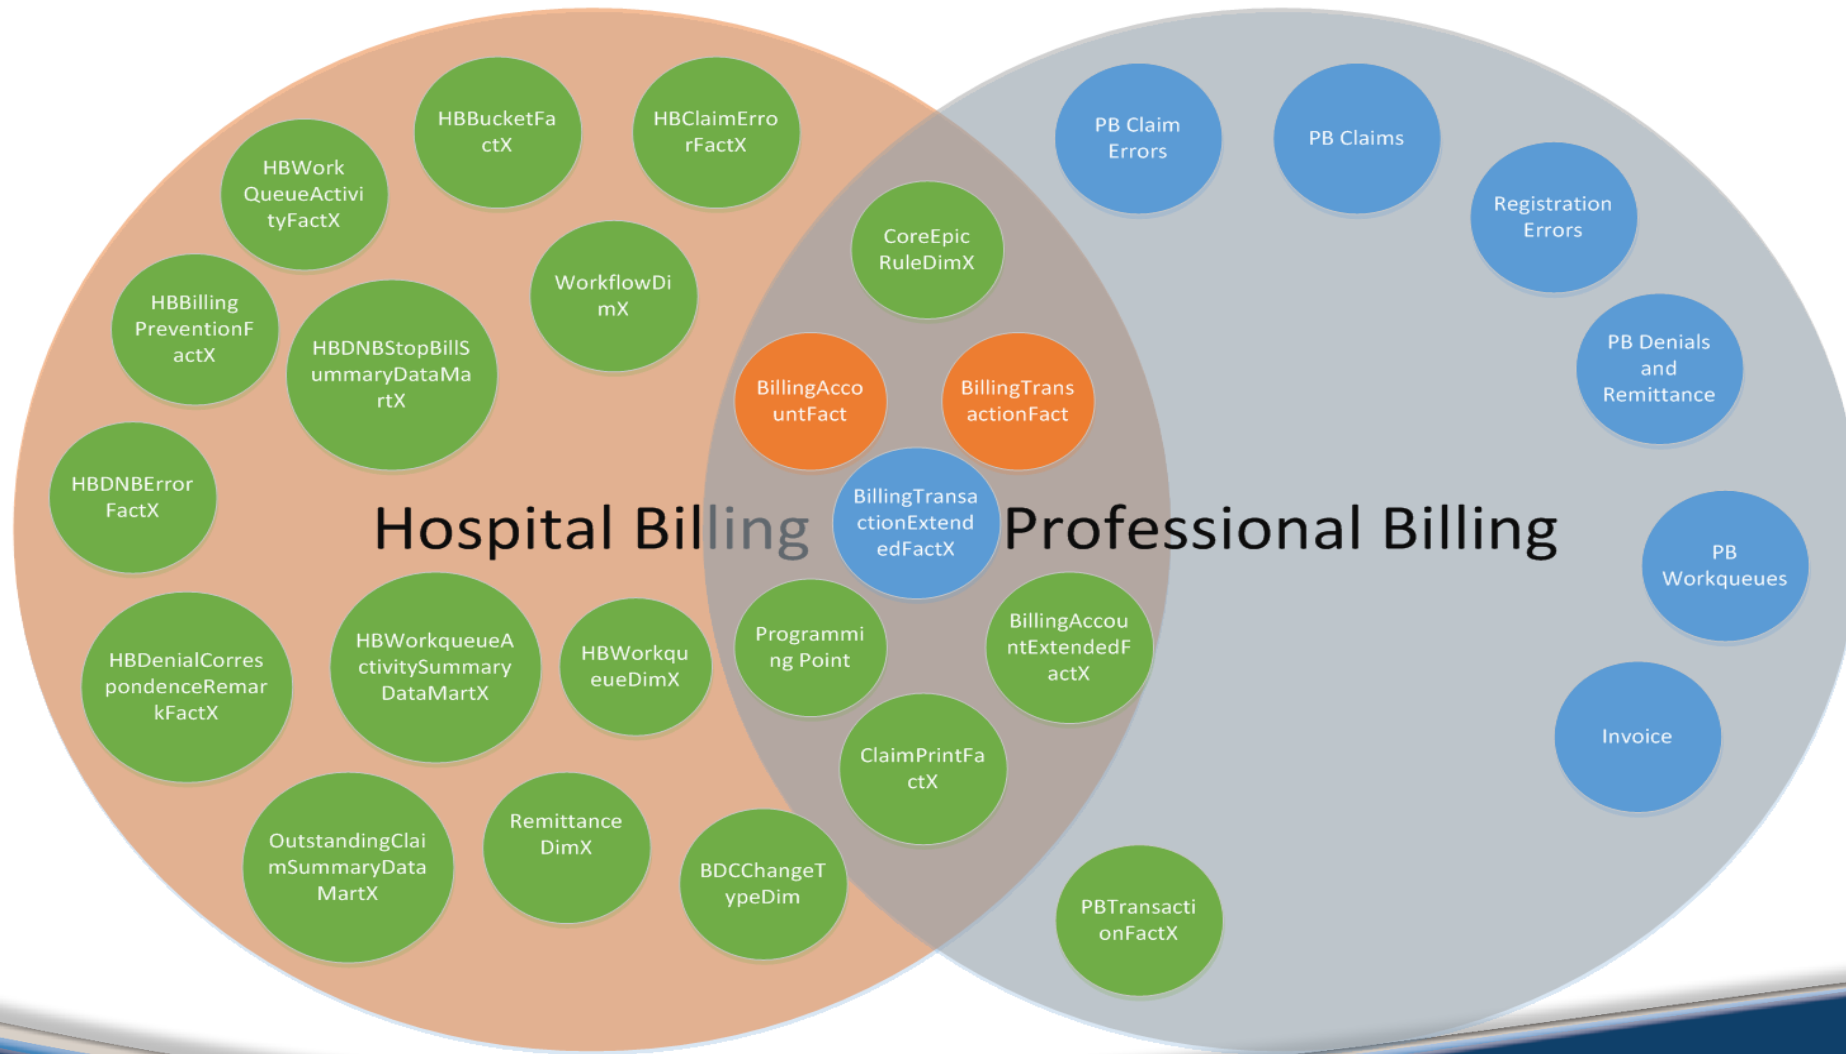 HBBucketFa
ctX
HBClaimErro
rFactX
HBWork
QueueActivi
tyFactX
WorkflowDi
mX
HBBilling
PreventionF
actX
HBDNBStopBillS
ummaryDataMa
rtX
HBDNBError
FactX
Hospital Billing
HBDenialCorres
pondenceRemar
kFactX
HBWorkqueueA
ctivitySummary
DataMartX
HBWorkqu
eueDimX
OutstandingClai
mSummaryData
MartX
Remittance
DimX
BDCChangeT
ypeDim
CoreEpic
RuleDimX
BillingAcco
untFact
BillingTrans
actionFact
BillingTransa
ctionExtend
edFactX
Programmi
ng Point
BillingAccou
ntExtendedF
actX
ClaimPrintFa
ctX
PB Claim
Errors
PB Claims
Registration
Errors
PB Denials
and
Remittance
Professional Billing
PB
Workqueues
Invoice
PBTransacti
onFactX